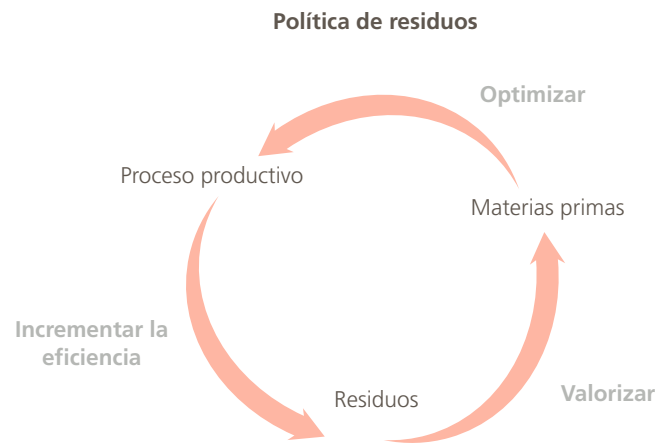 Política de residuos
Optimizar
Proceso productivo
Materias primas
Incrementar la
eficiencia
Residuos
Valorizar